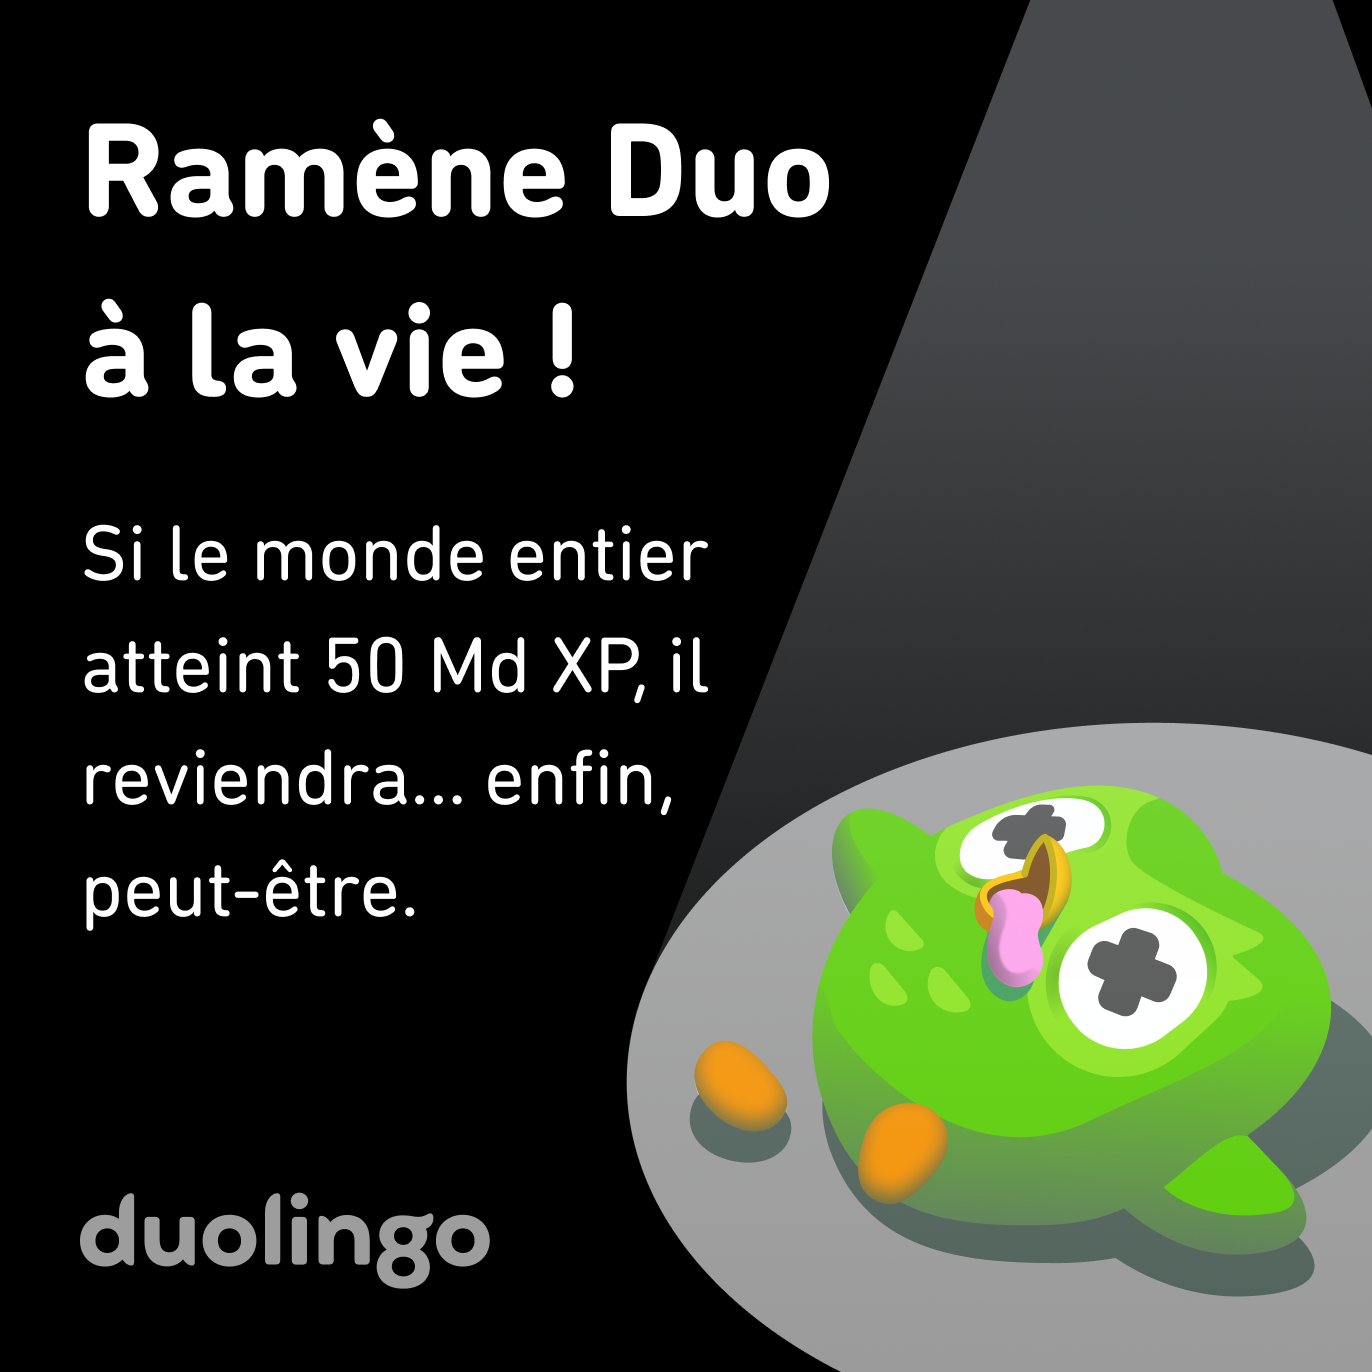 Ramène Duo
à la vie !
Si le monde entier
atteint 50 Md XP, il
reviendra... enfin,
peut-être.
duolingo